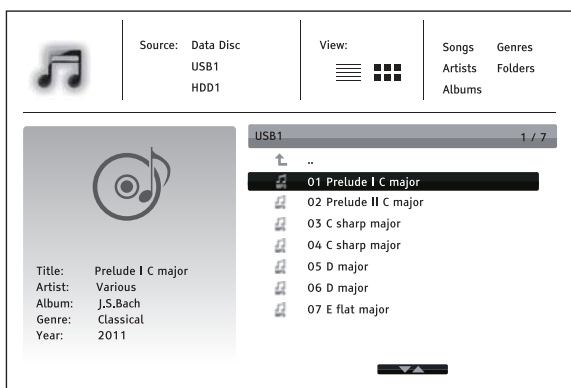 Source: Data Disc
USB1
HDD1
View:
Songs Genres
Artists Folders
Albums
USB1 1 / 7
..
01 Prelude I C major
02 Prelude II C major
03 C sharp major
04 C sharp major
05 D major
06 D major
07 E flat major
Title: Prelude I C major
Artist: Various
Album: J.S.Bach
Genre: Classical
Year: 2011